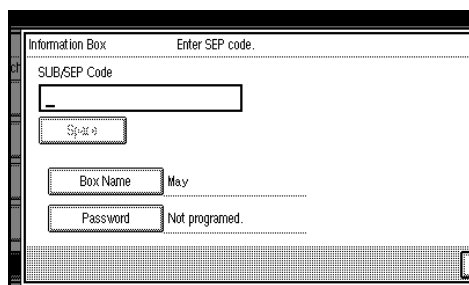 Information Box Enter SEP code.
SUB/SEP Code
_
Space
Box Name May
Password Not programed.